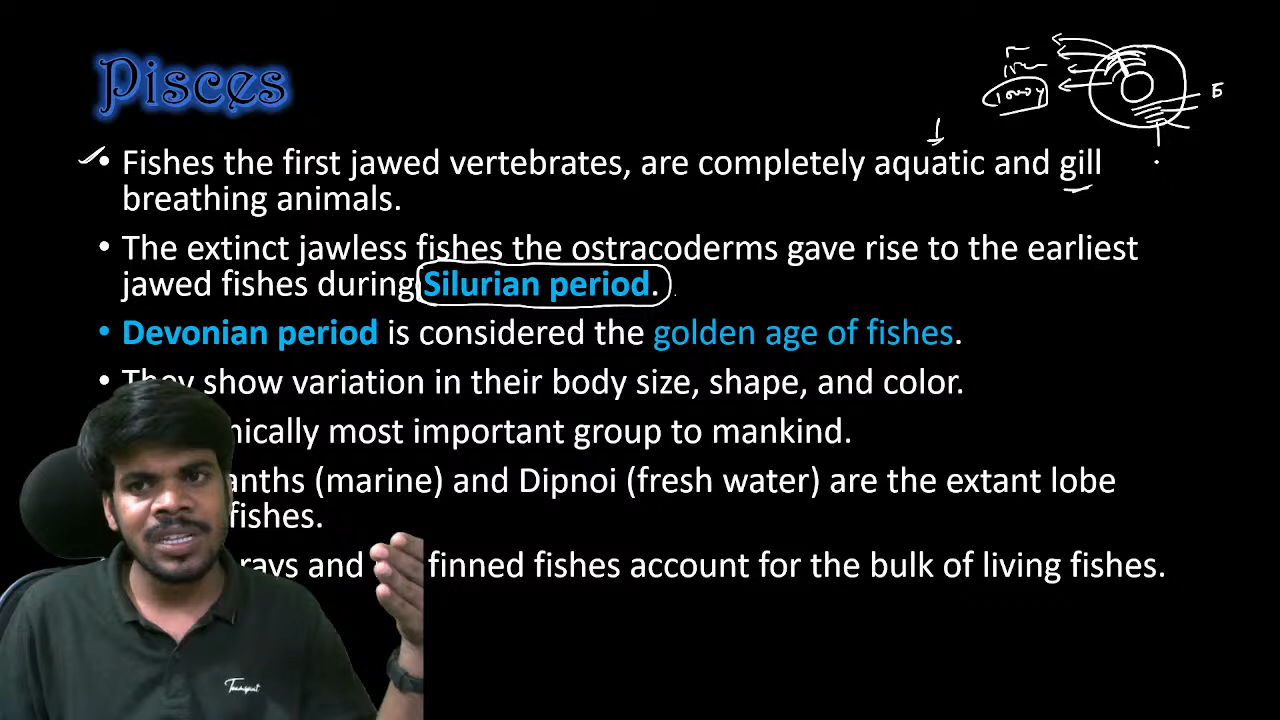 Pisces
• Fishes the first jawed vertebrates, are completely aquatic and gill
breathing animals.
• The extinct jawless fishes the ostracoderms gave rise to the earliest
jawed fishes during Silurian period.
• Devonian period is considered the golden age of fishes.
• They show variation in their body size, shape, and color.
nically most important group to mankind.
anths (marine) and Dipnoi (fresh water) are the extant lobe
fishes.
rays and finned fishes account for the bulk of living fishes.